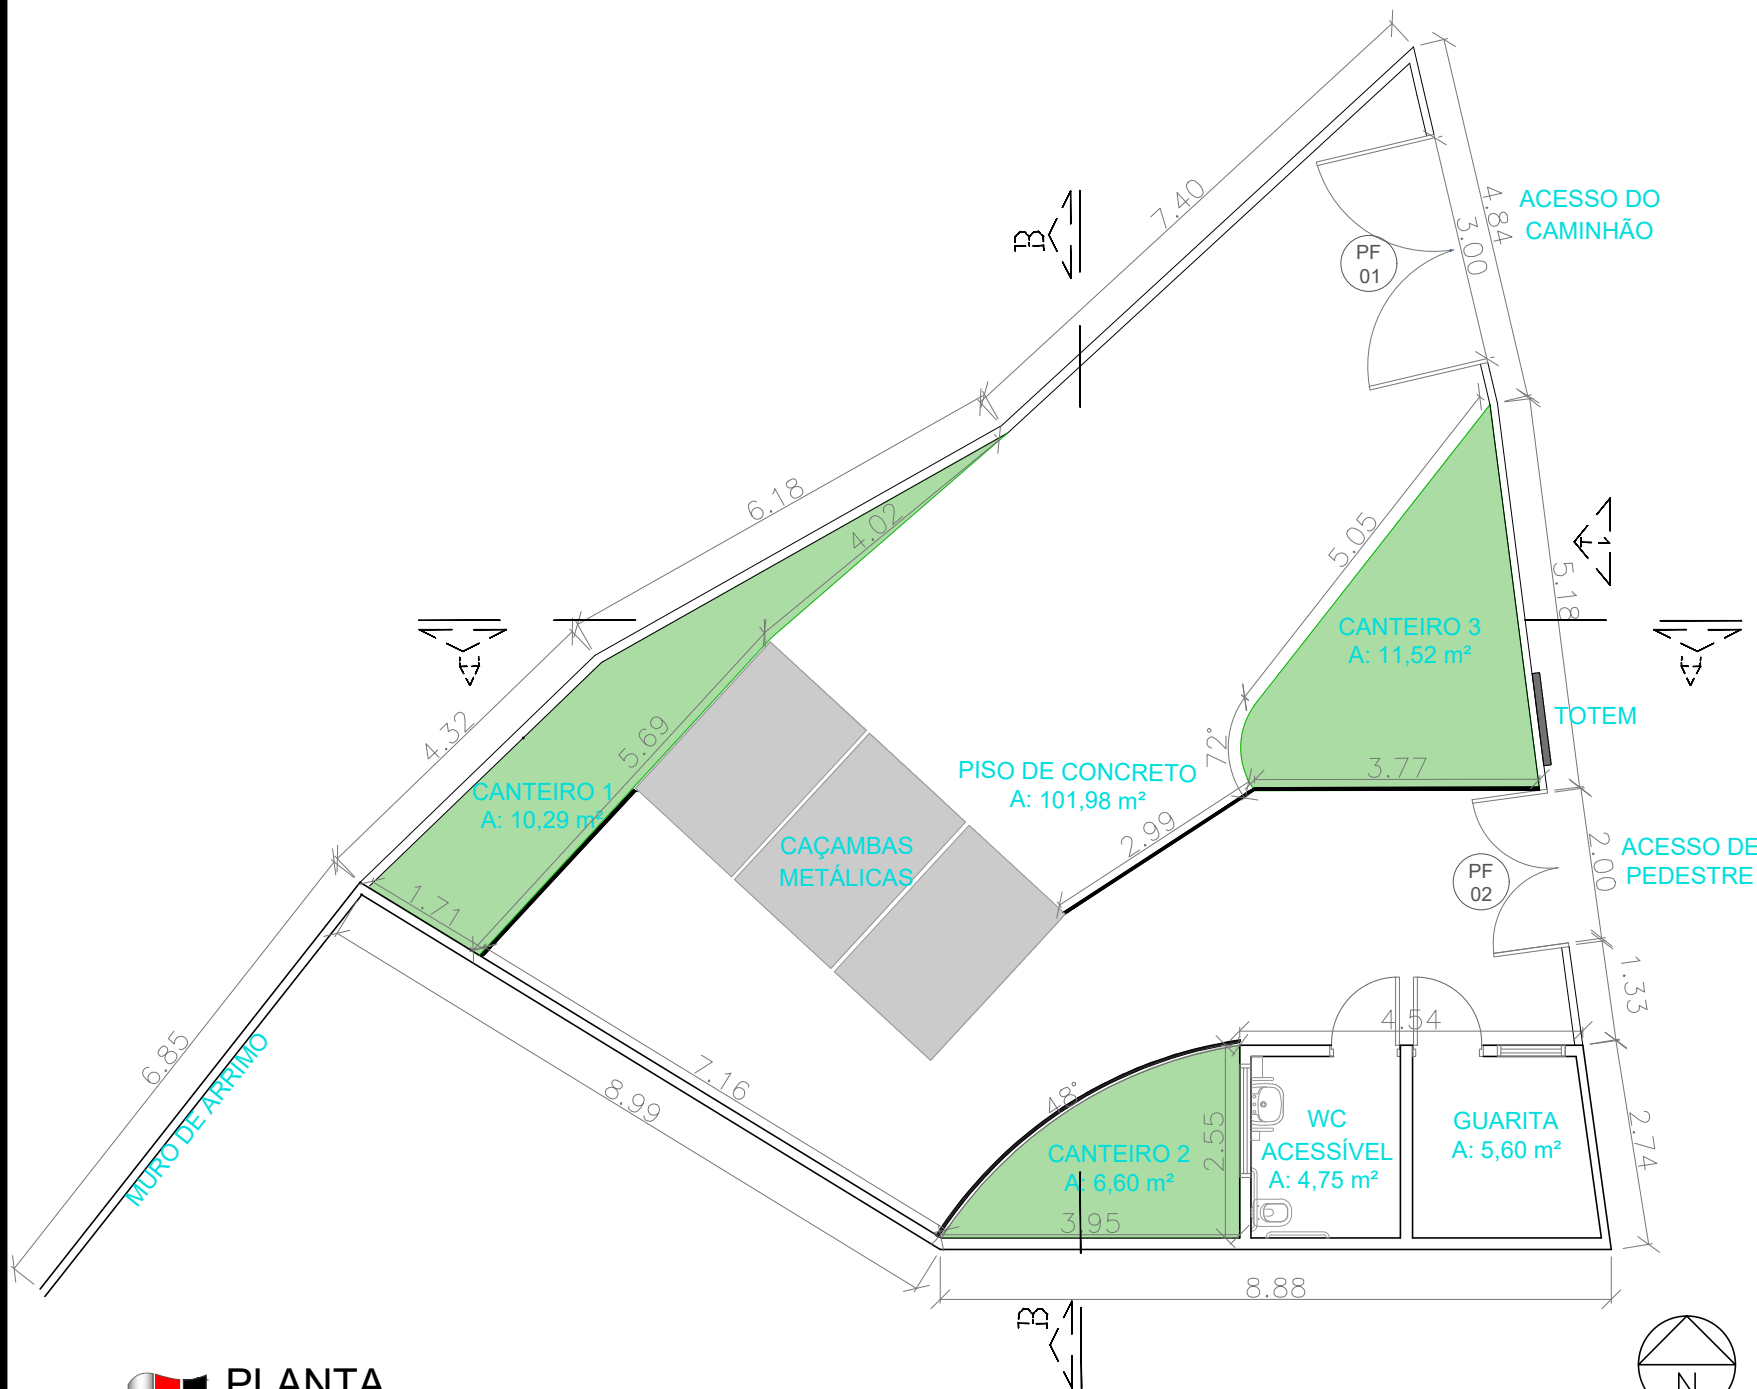 7.40
4.84
3.00
ACESSO DO
CAMINHÃO
PF
01
B
6.18
4.02
5.05
A
5.18
4.32
5.69
CANTEIRO 3
A: 11,52 m²
TOTEM
72°
3.77
PISO DE CONCRETO
A: 101,98 m²
CANTEIRO 1
A: 10,29 m²
CAÇAMBAS
METÁLICAS
2.99
2.00
ACESSO DE
PEDESTRE
PF
02
1.71
1.33
4.54
6.85
MURO DE ARRIMO
7.16
8.99
48°
2.55
CANTEIRO 2
A: 6,60 m²
3.95
WC
ACESSÍVEL
A: 4,75 m²
GUARITA
A: 5,60 m²
2.74
8.88
B
PLANTA
N